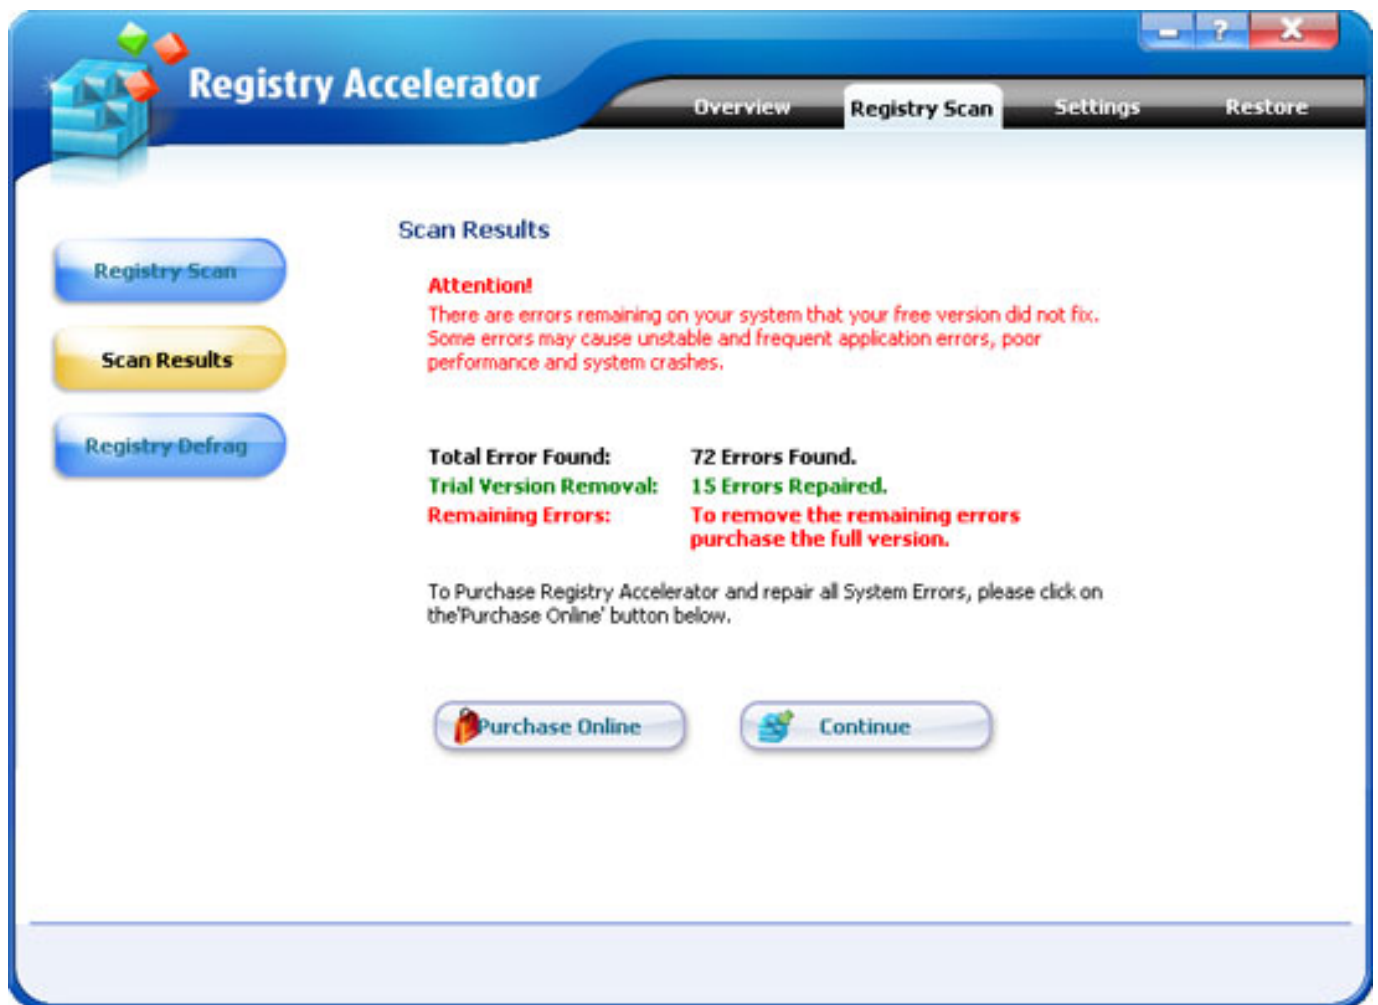 Registry Accelerator
Overview
Registry Scan
Settings
Restore
Registry Scan
Scan Results
Registry Defrag
Scan Results
Attention!
There are errors remaining on your system that your free version did not fix.
Some errors may cause unstable and frequent application errors, poor
performance and system crashes.
Total Error Found: 72 Errors Found.
Trial Version Removal: 15 Errors Repaired.
Remaining Errors: To remove the remaining errors
purchase the full version.
To Purchase Registry Accelerator and repair all System Errors, please click on
the'Purchase Online' button below.
Purchase Online
Continue